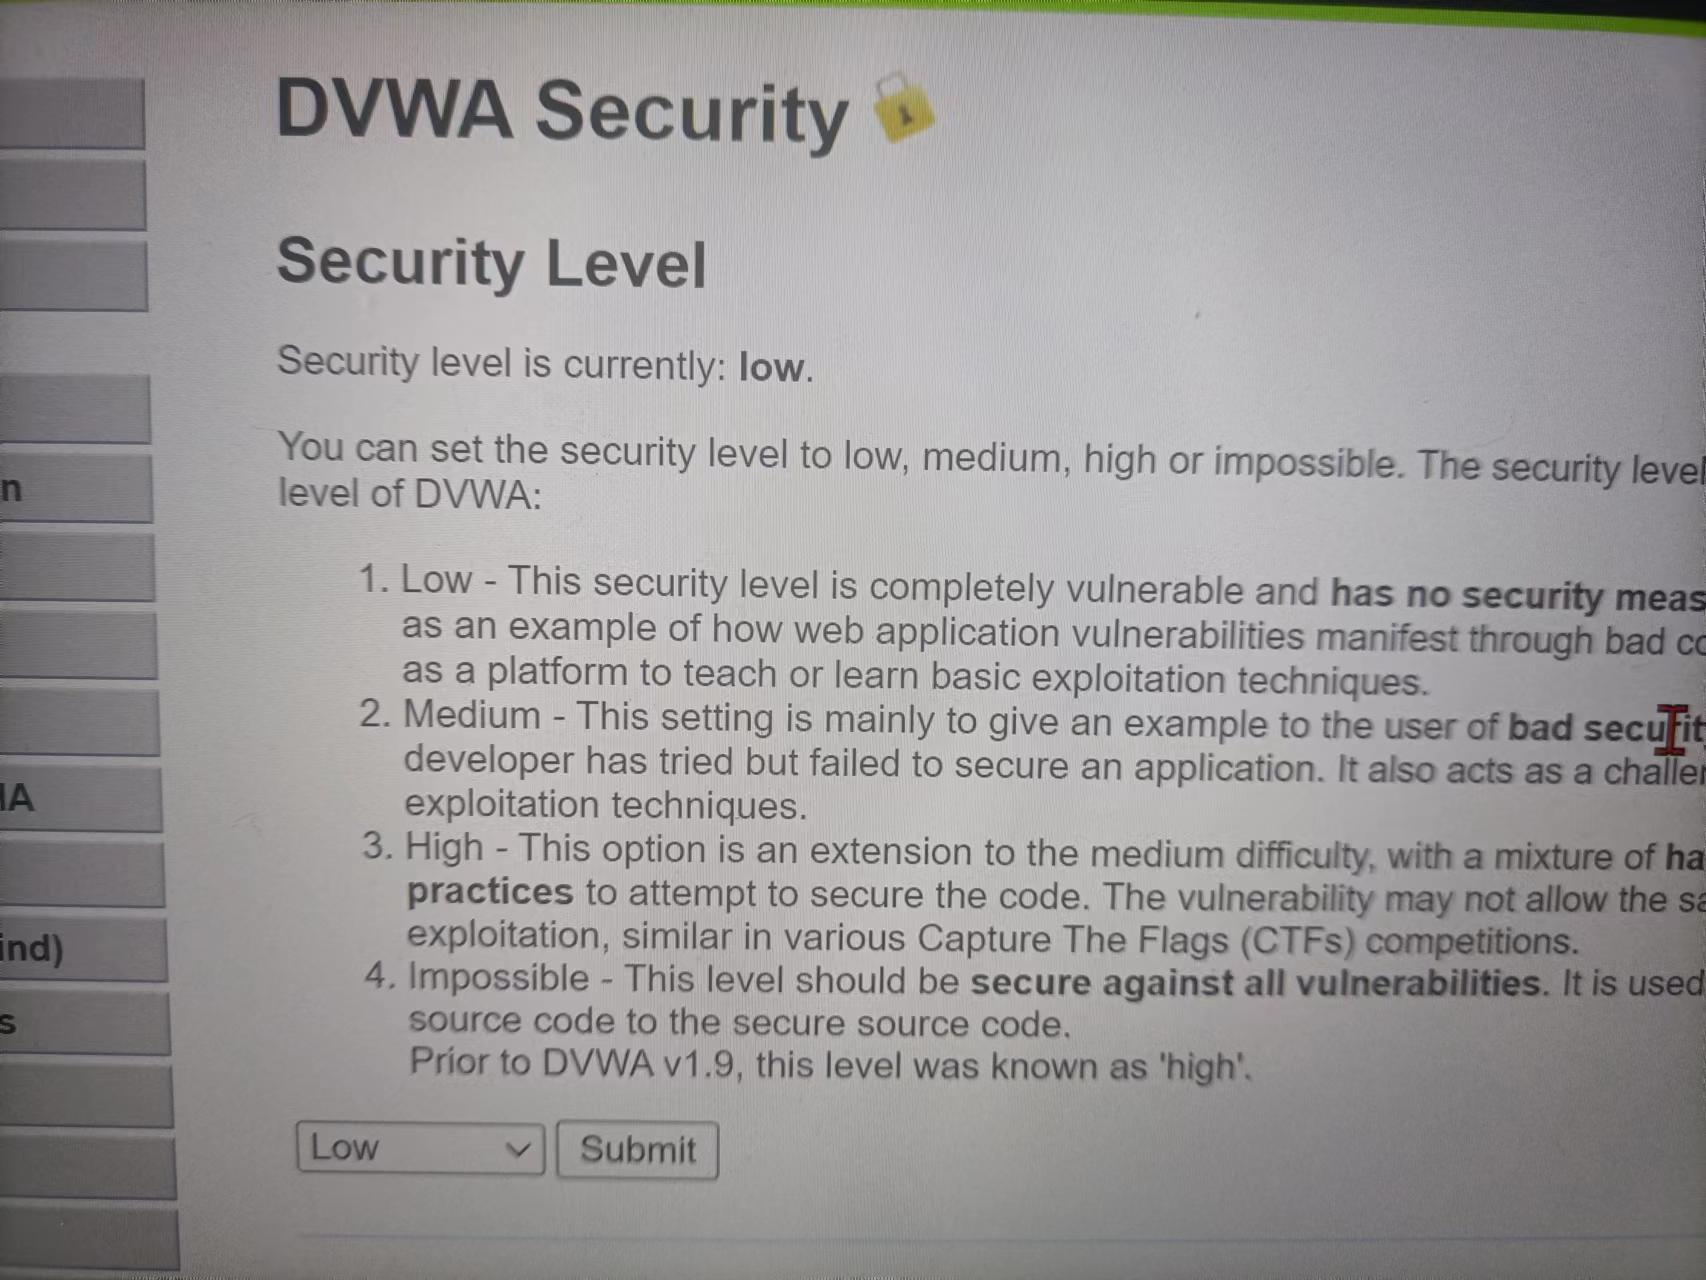 DVWA Security
Security Level
Security level is currently: low.
You can set the security level to low, medium, high or impossible. The security level
level of DVWA:
1. Low - This security level is completely vulnerable and has no security meas
as an example of how web application vulnerabilities manifest through bad co
as a platform to teach or learn basic exploitation techniques.
2. Medium - This setting is mainly to give an example to the user of bad securit
developer has tried but failed to secure an application. It also acts as a challen
exploitation techniques.
3. High - This option is an extension to the medium difficulty, with a mixture of ha
practices to attempt to secure the code. The vulnerability may not allow the sa
exploitation, similar in various Capture The Flags (CTFs) competitions.
4. Impossible - This level should be secure against all vulnerabilities. It is used
source code to the secure source code.
Prior to DVWA v1.9, this level was known as 'high'.
Low
Submit
n
HA
ind)
s